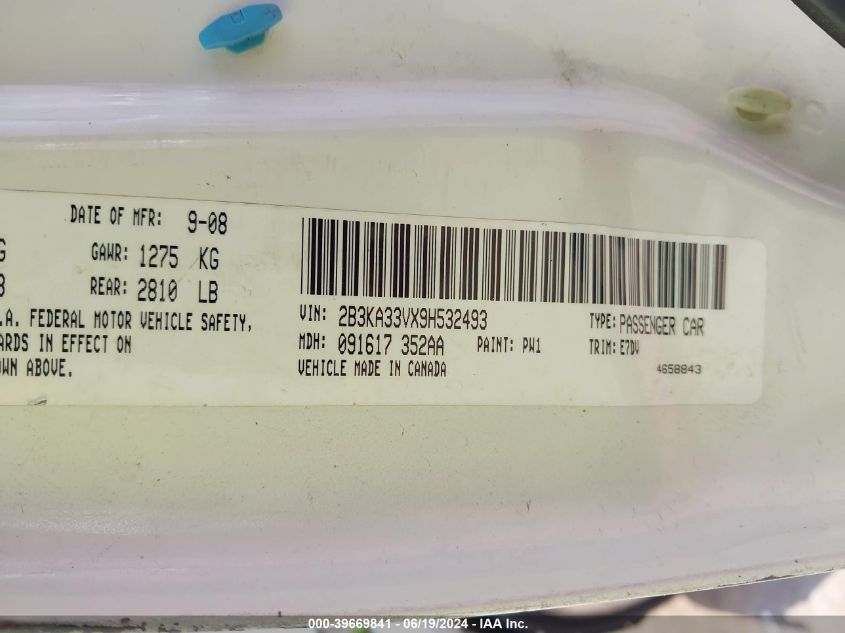 DATE OF MFR: 9-08
G GAWR: 1275 KG
REAR: 2810 LB
.A. FEDERAL MOTOR VEHICLE SAFETY,
ARDS IN EFFECT ON
OWN ABOVE.
VIN: 2B3KA33VX9H532493 TYPE: PASSENGER CAR
MDH: 091617 352AA PAINT: PW1 TRIM: E7DV
VEHICLE MADE IN CANADA 4658843
000-39669841 - 06/19/2024 - IAA Inc.